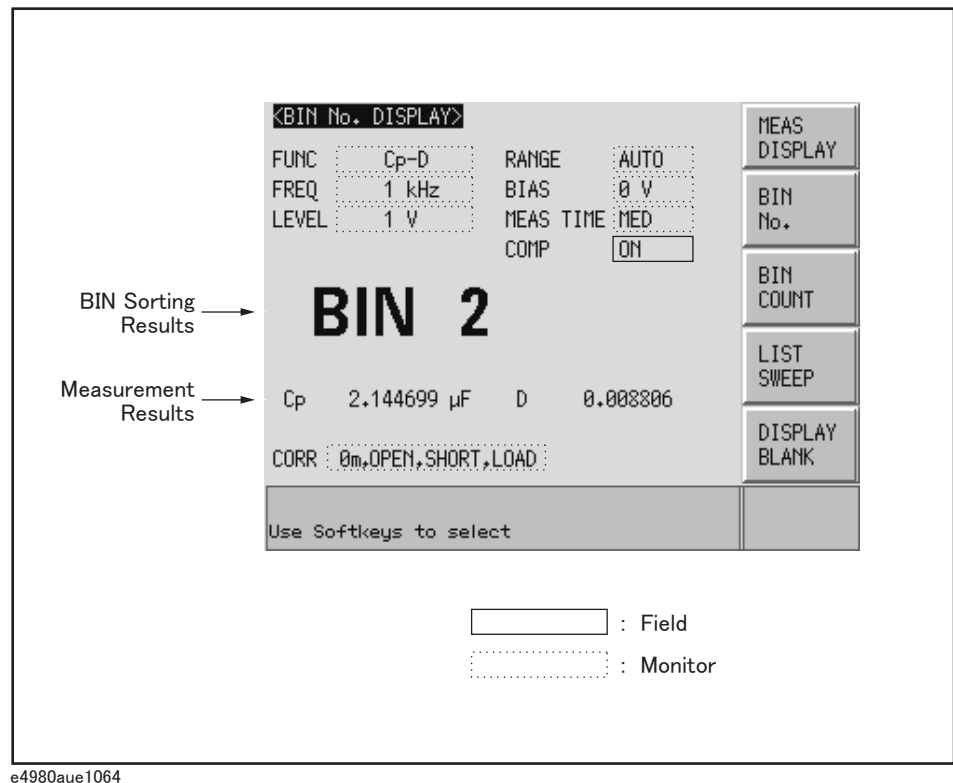 <BIN No. DISPLAY>
FUNC Cp-D RANGE AUTO
FREQ 1 kHz BIAS 0 V
LEVEL 1 V MEAS TIME MED
COMP ON
BIN 2
Cp 2.144699 µF D 0.008806
CORR 0m,OPEN,SHORT,LOAD
Use Softkeys to select
MEAS
DISPLAY
BIN
No.
BIN
COUNT
LIST
SWEEP
DISPLAY
BLANK
BIN Sorting
Results
Measurement
Results
: Field
: Monitor
e4980aue1064